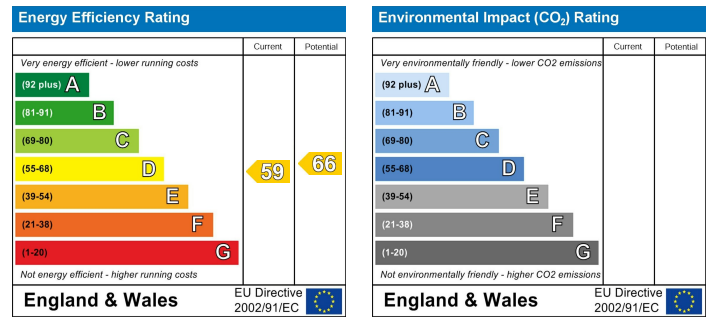 Energy Efficiency Rating
Current Potential
Very energy efficient - lower running costs
(92 plus) A
(81-91) B
(69-80) C
(55-68) D
59 66
(39-54) E
(21-38) F
(1-20) G
Not energy efficient - higher running costs
England & Wales
EU Directive
2002/91/EC
Environmental Impact (CO2) Rating
Current Potential
Very environmentally friendly - lower CO2 emissions
(92 plus) A
(81-91) B
(69-80) C
(55-68) D
(39-54) E
(21-38) F
(1-20) G
Not environmentally friendly - higher CO2 emissions
England & Wales
EU Directive
2002/91/EC